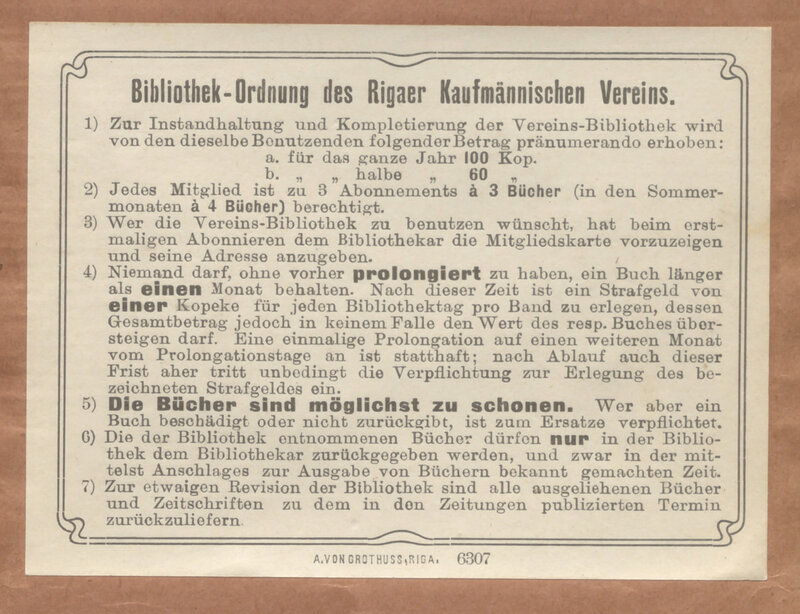 Bibliothek-Ordnung des Rigaer Kaufmännischen Vereins.
1) Zur Instandhaltung und Kompletierung der Vereins-Bibliothek wird
von den dieselbe Benutzenden folgender Betrag pränumerando erhoben:
a. für das ganze Jahr 100 Kop.
b. „ „ halbe „ 60 „
2) Jedes Mitglied ist zu 3 Abonnements à 3 Bücher (in den Sommer-
monaten à 4 Bücher) berechtigt.
3) Wer die Vereins-Bibliothek zu benutzen wünscht, hat beim erst-
maligen Abonnieren dem Bibliothekar die Mitgliedskarte vorzuzeigen
und seine Adresse anzugeben.
4) Niemand darf, ohne vorher prolongiert zu haben, ein Buch länger
als einen Monat behalten. Nach dieser Zeit ist ein Strafgeld von
einer Kopeke für jeden Bibliothektag pro Band zu erlegen, dessen
Gesamtbetrag jedoch in keinem Falle den Wert des resp. Buches über-
steigen darf. Eine einmalige Prolongation auf einen weiteren Monat
vom Prolongationstage an ist statthaft; nach Ablauf auch dieser
Frist aher tritt unbedingt die Verpflichtung zur Erlegung des be-
zeichneten Strafgeldes ein.
5) Die Bücher sind möglichst zu schonen. Wer aber ein
Buch beschädigt oder nicht zurückgibt, ist zum Ersatze verpflichtet.
6) Die der Bibliothek entnommenen Bücher dürfen nur in der Biblio-
thek dem Bibliothekar zurückgegeben werden, und zwar in der mit-
telst Anschlages zur Ausgabe von Büchern bekannt gemachten Zeit.
7) Zur etwaigen Revision der Bibliothek sind alle ausgeliehenen Bücher
und Zeitschriften zu dem in den Zeitungen publizierten Termin
zurückzuliefern.
A. VON GROTHUSS, RIGA. 6307